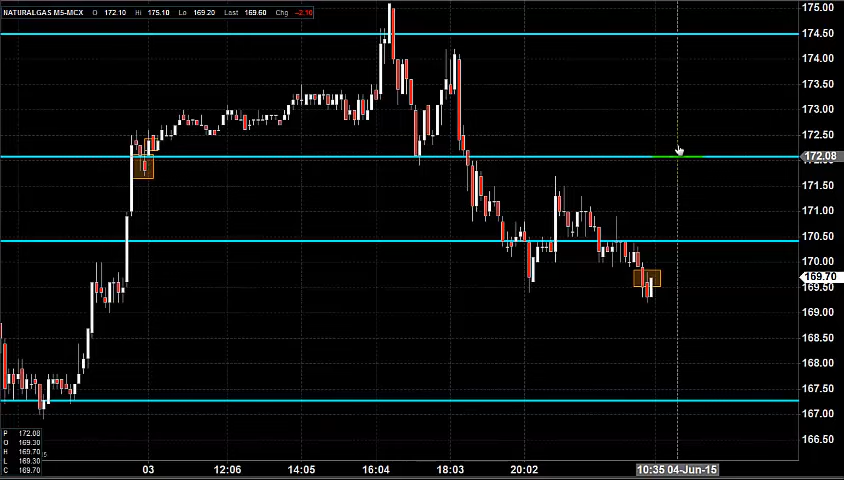 NATURALGAS M5-MCX O 172.10 Hi 175.10 Lo 169.20 Last 169.60 Chg -2.10
175.00
174.50
174.00
173.50
173.00
172.50
172.08
171.50
171.00
170.50
170.00
169.70
169.50
169.00
168.50
168.00
167.50
167.00
166.50
P 172.08
O 169.30
H 169.70
L 169.30
C 169.70
03 12:06 14:05 16:04 18:03 20:02 10:35 04-Jun-15